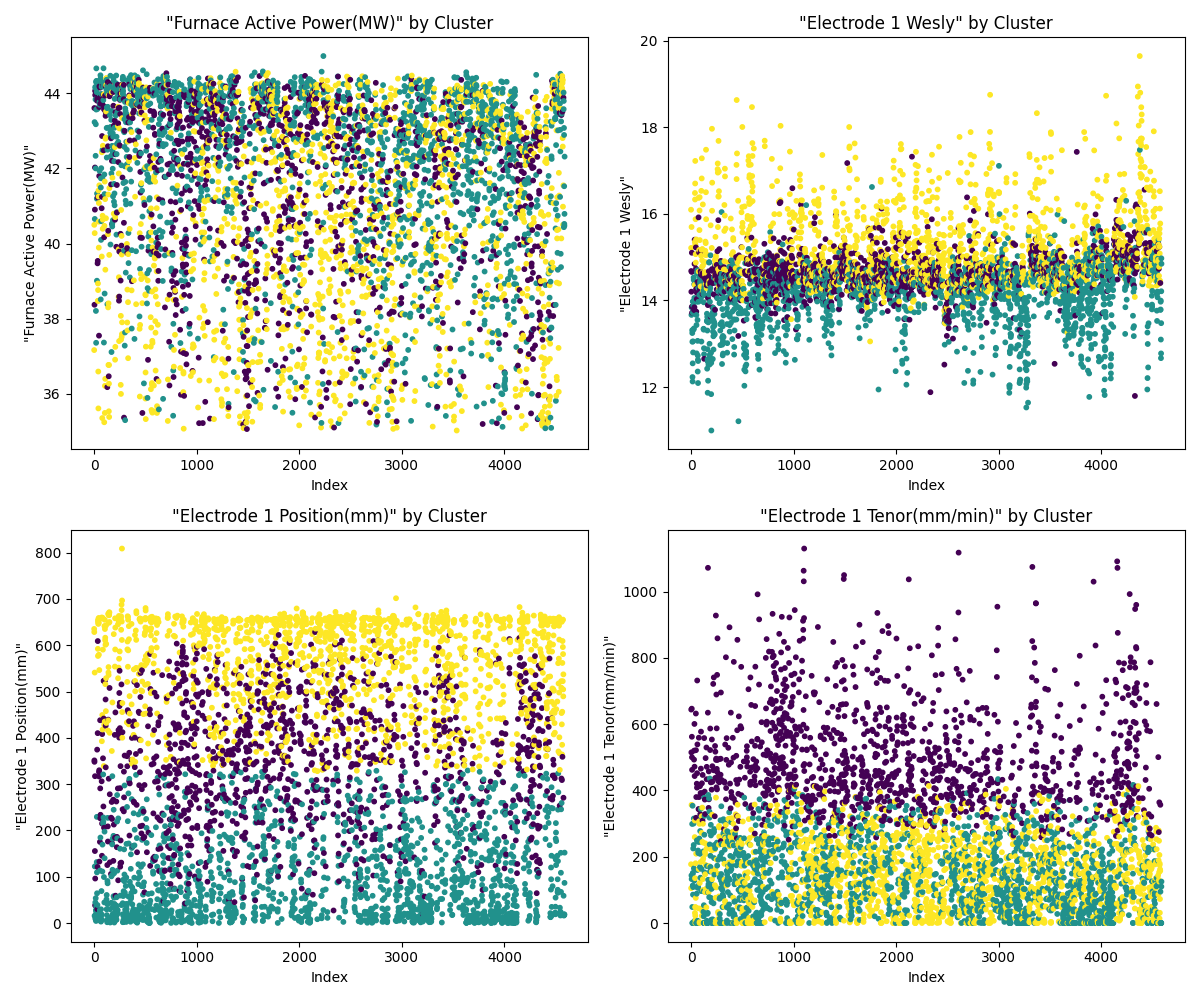 "Furnace Active Power(MW)" by Cluster
"Furnace Active Power(MW)"
44
42
40
38
36
0 1000 2000 3000 4000
Index
"Electrode 1 Wesly" by Cluster
"Electrode 1 Wesly"
20
18
16
14
12
0 1000 2000 3000 4000
Index
"Electrode 1 Position(mm)" by Cluster
"Electrode 1 Position(mm)"
800
700
600
500
400
300
200
100
0
0 1000 2000 3000 4000
Index
"Electrode 1 Tenor(mm/min)" by Cluster
"Electrode 1 Tenor(mm/min)"
1000
800
600
400
200
0
0 1000 2000 3000 4000
Index